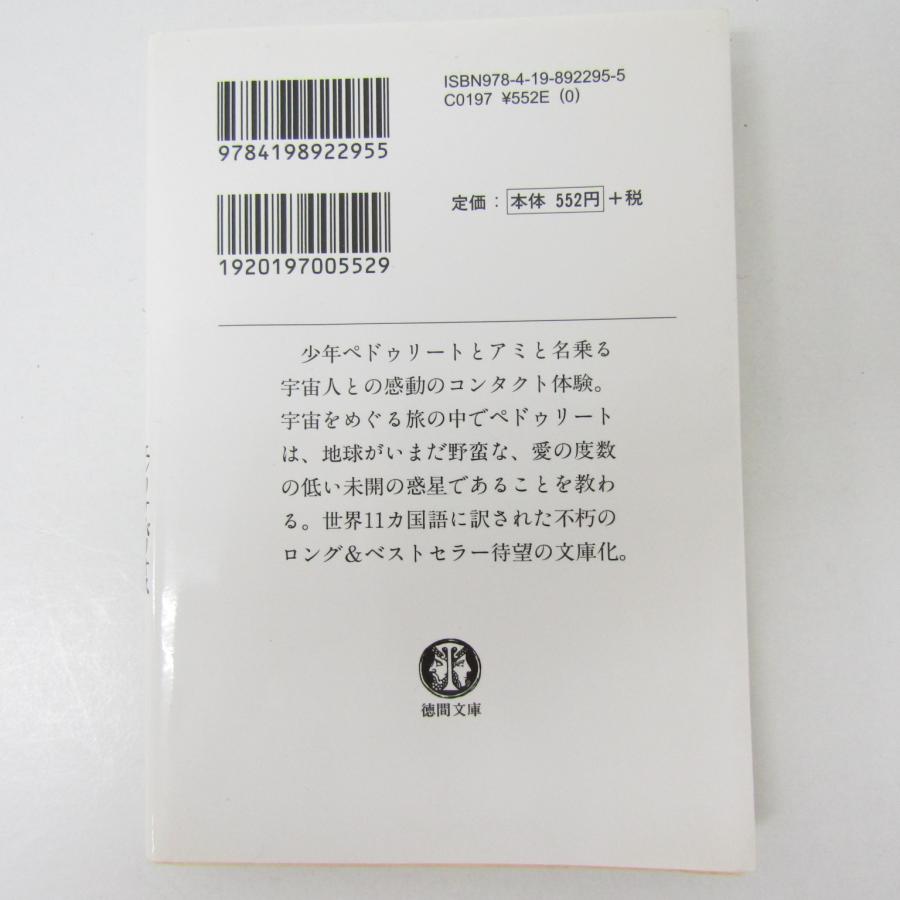 ISBN978-4-19-892295-5
C0197 ¥552E (0)
9784198922955
定価：本体 552円＋税
1920197005529
少年ペドゥリートとアミと名乗る
宇宙人との感動のコンタクト体験。
宇宙をめぐる旅の中でペドゥリート
は、地球がいまだ野蛮な、愛の度数
の低い未開の惑星であることを教わ
る。世界11カ国語に訳された不朽の
ロング＆ベストセラー待望の文庫化。
徳間文庫